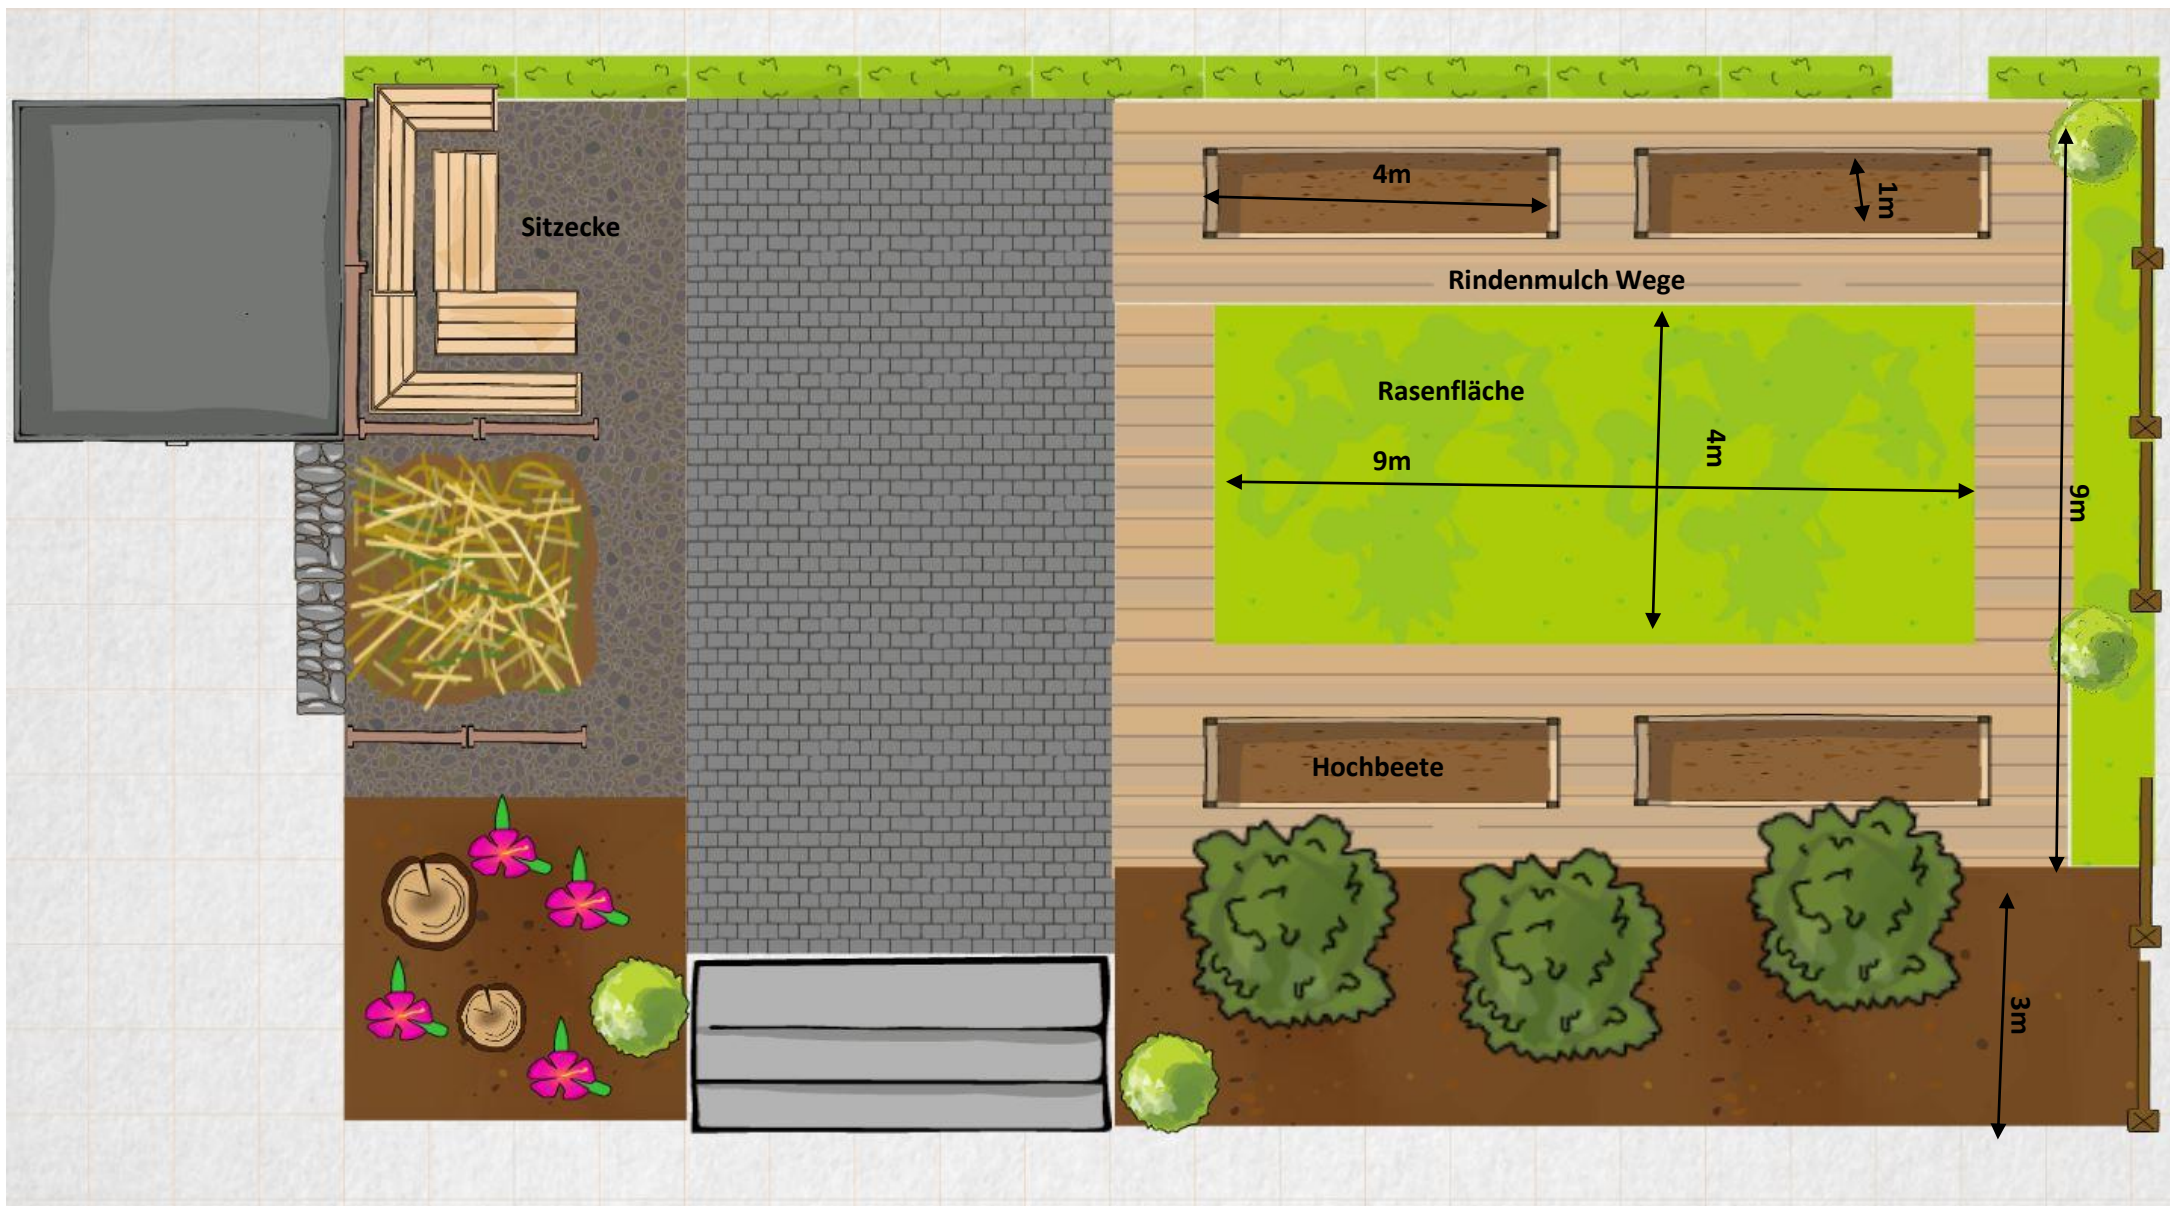 4m
1m
Sitzecke
Rindenmulch Wege
Rasenfläche
4m
9m
9m
Hochbeete
3m